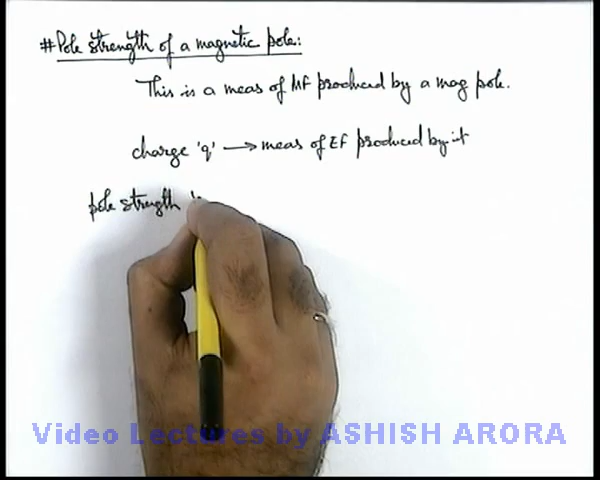 # Pole strength of a magnetic pole:
This is a meas of MF produced by a mag pole.
charge 'q' → meas of EF produced by it
pole strength '
Video Lectures by ASHISH ARORA